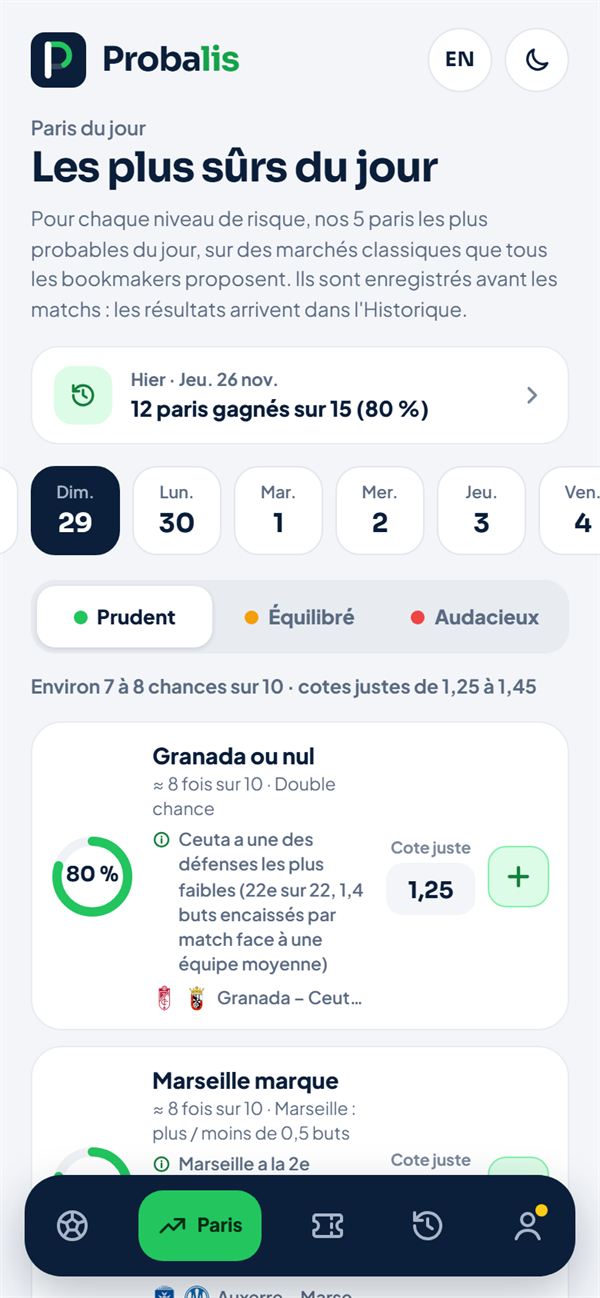 Probalis
EN
Paris du jour
Les plus sûrs du jour
Pour chaque niveau de risque, nos 5 paris les plus
probables du jour, sur des marchés classiques que tous
les bookmakers proposent. Ils sont enregistrés avant les
matchs : les résultats arrivent dans l'Historique.
Hier · Jeu. 26 nov.
12 paris gagnés sur 15 (80 %)
Dim. Lun. Mar. Mer. Jeu. Ven.
29 30 1 2 3 4
Prudent Équilibré Audacieux
Environ 7 à 8 chances sur 10 · cotes justes de 1,25 à 1,45
Granada ou nul
≈ 8 fois sur 10 · Double
chance
80 %
Ceuta a une des
défenses les plus
faibles (22e sur 22, 1,4
buts encaissés par
match face à une
équipe moyenne)
Granada – Ceut...
Cote juste
1,25
Marseille marque
≈ 8 fois sur 10 · Marseille :
plus / moins de 0,5 buts
Marseille a la 2e
Cote juste
Paris
Auxerre – Marse...